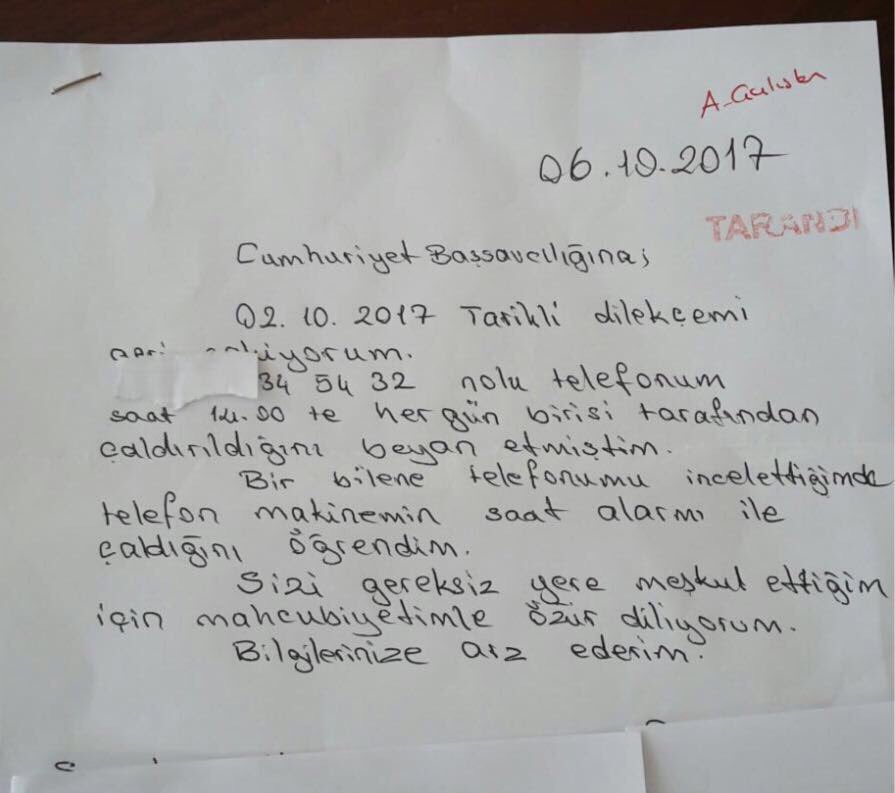 06.10.2017
TARANDI
Cumhuriyet Başsavcılığına;
02.10.2017 Tarihli dilekçemi
34 54 32 nolu telefonum
saat 14.00 te hergün birisi tarafından
çaldırıldığını beyan etmiştim.
Bir bilene telefonumu incelettiğimde
telefon makinemin saat alarmı ile
çaldığını öğrendim.
Sizi gereksiz yere meşkul ettiğim
için mahcubiyetimle özür diliyorum.
Bilgilerinize arz ederim.